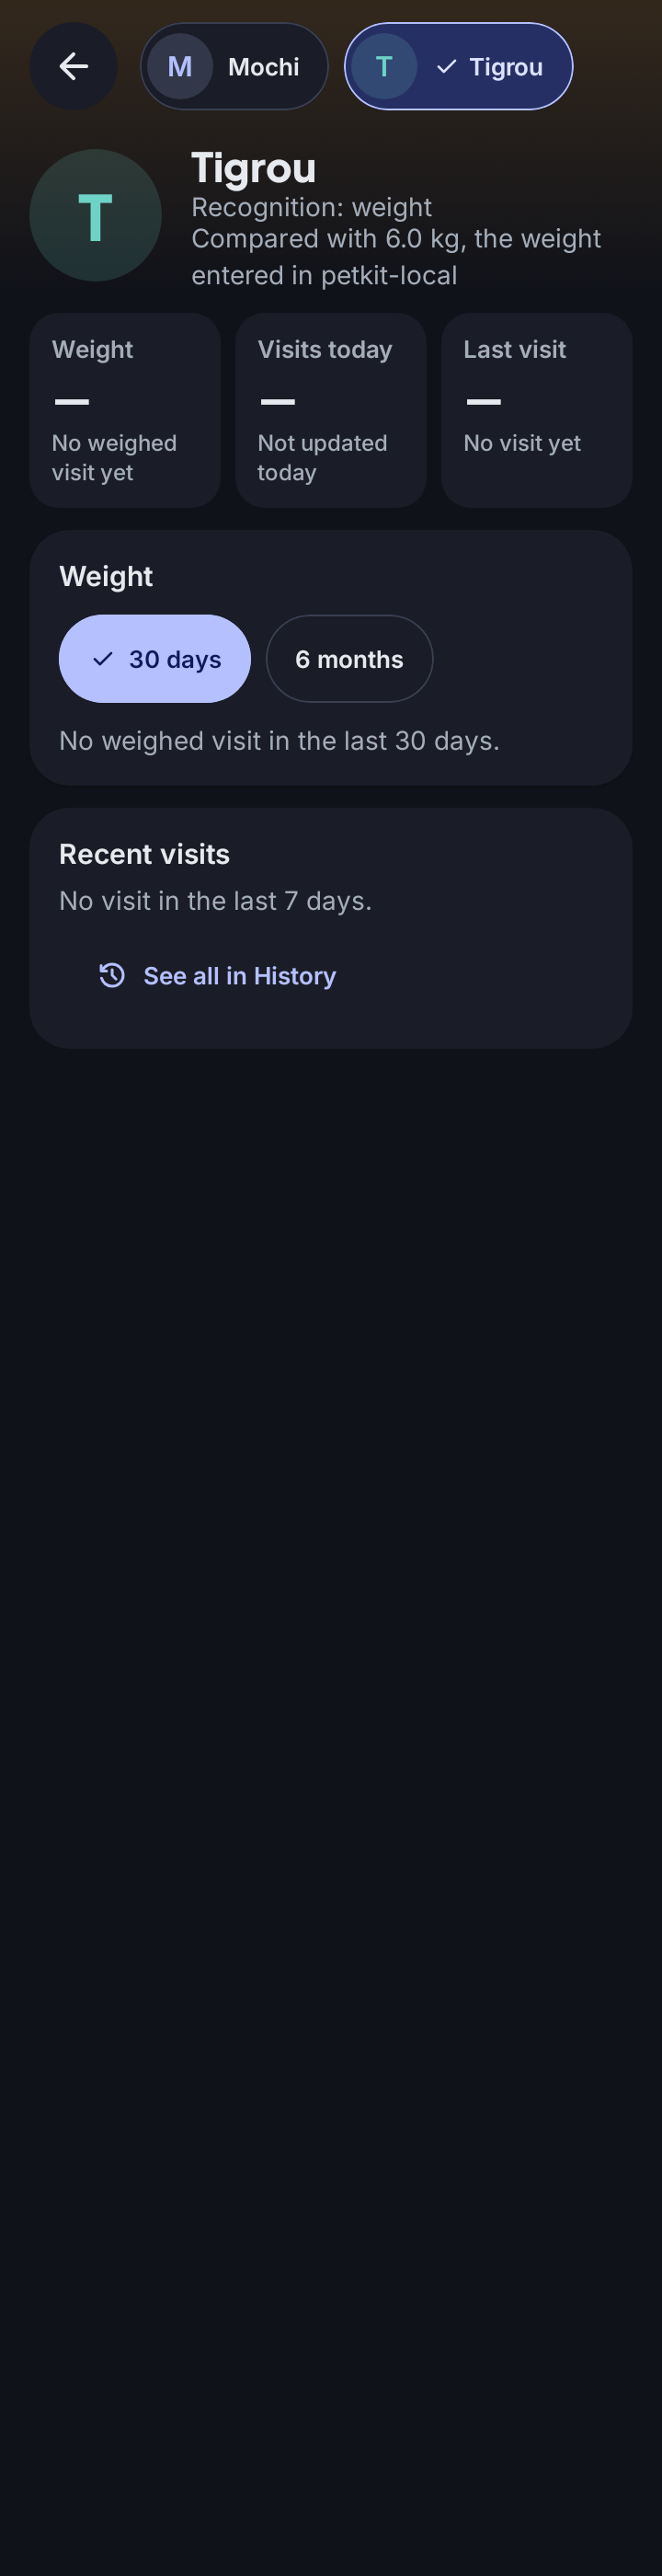 M Mochi
T Tigrou
T
Tigrou
Recognition: weight
Compared with 6.0 kg, the weight
entered in petkit-local
Weight
—
No weighed
visit yet
Visits today
—
Not updated
today
Last visit
—
No visit yet
Weight
30 days
6 months
No weighed visit in the last 30 days.
Recent visits
No visit in the last 7 days.
See all in History